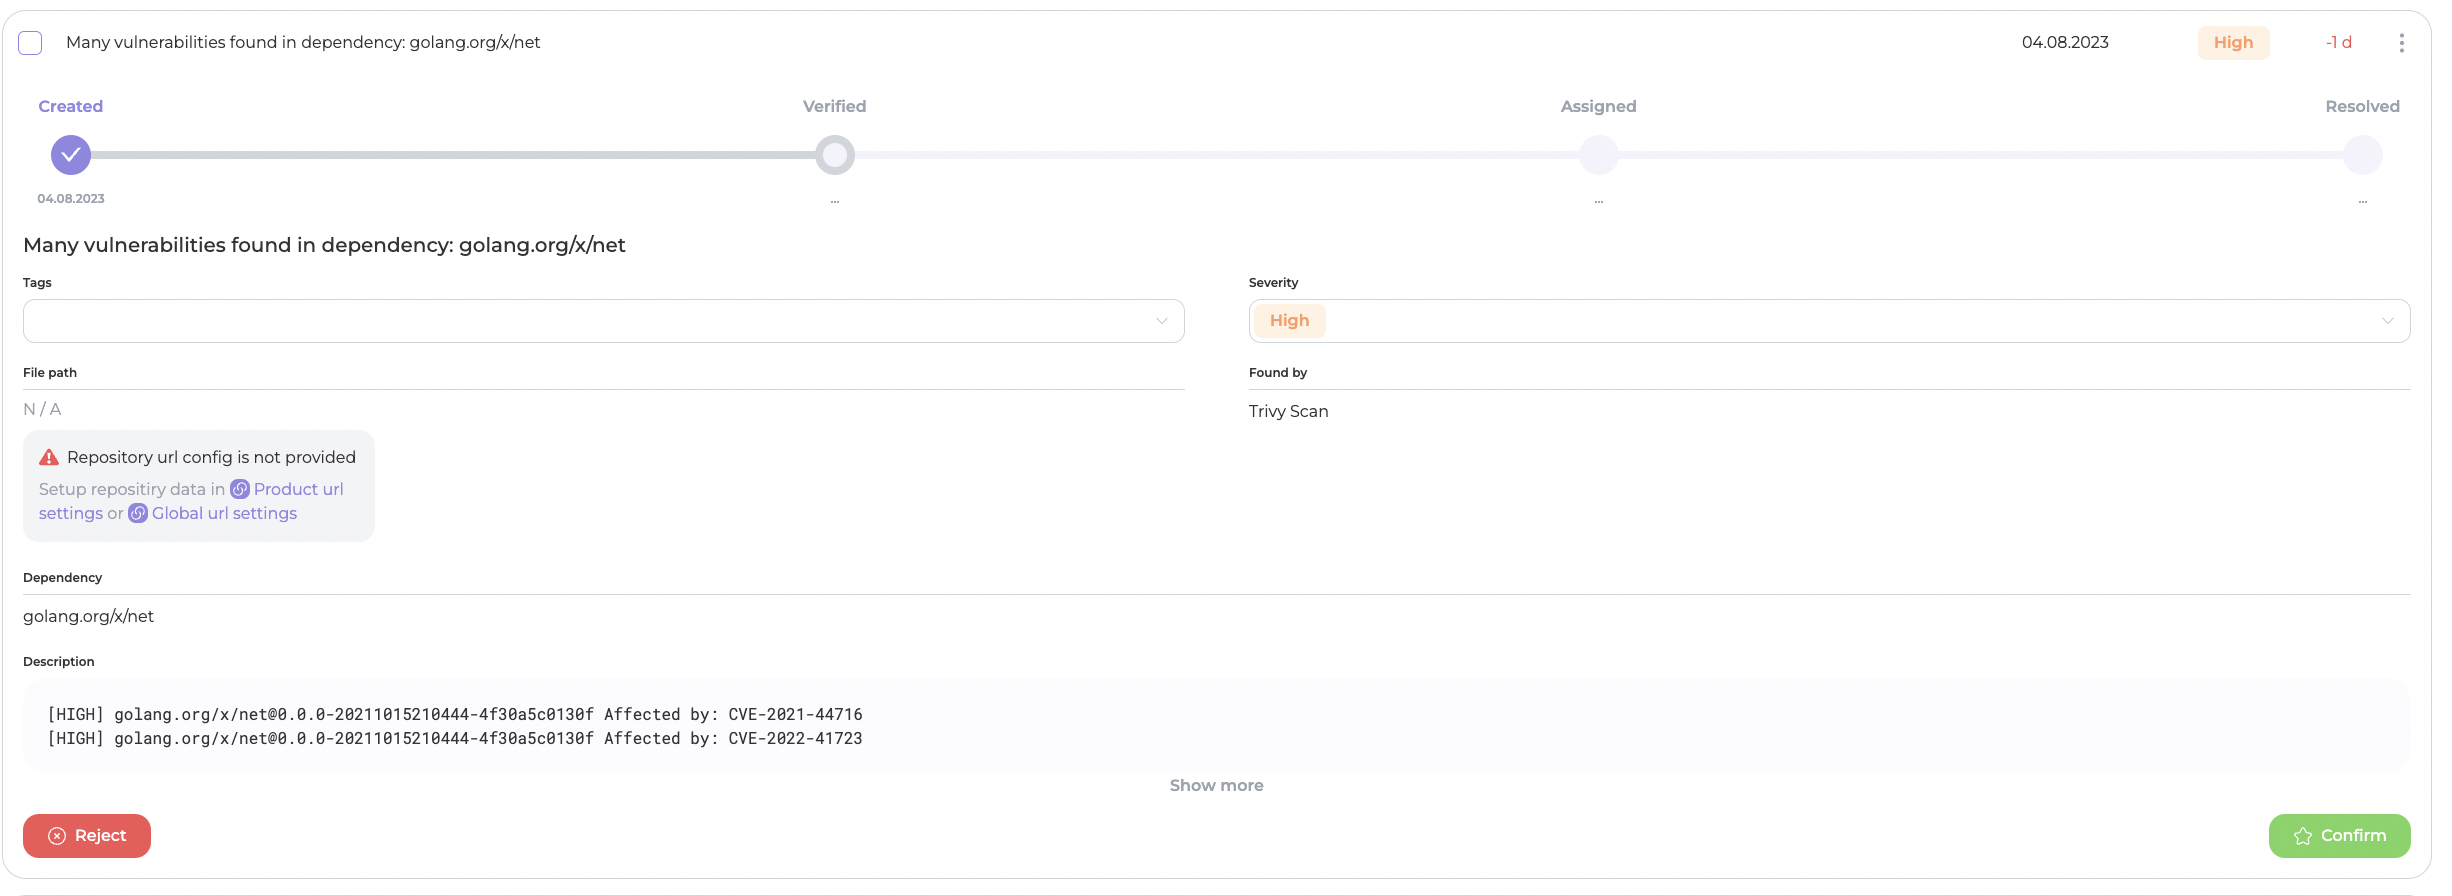 Many vulnerabilities found in dependency: golang.org/x/net
04.08.2023
High
-1 d
Created
Verified
Assigned
Resolved
04.08.2023
...
...
...
Many vulnerabilities found in dependency: golang.org/x/net
Tags
Severity
High
File path
Found by
N / A
Trivy Scan
Repository url config is not provided
Setup repositiry data in Product url
settings or Global url settings
Dependency
golang.org/x/net
Description
[HIGH] golang.org/x/net@0.0.0-20211015210444-4f30a5c0130f Affected by: CVE-2021-44716
[HIGH] golang.org/x/net@0.0.0-20211015210444-4f30a5c0130f Affected by: CVE-2022-41723
Show more
Reject
Confirm